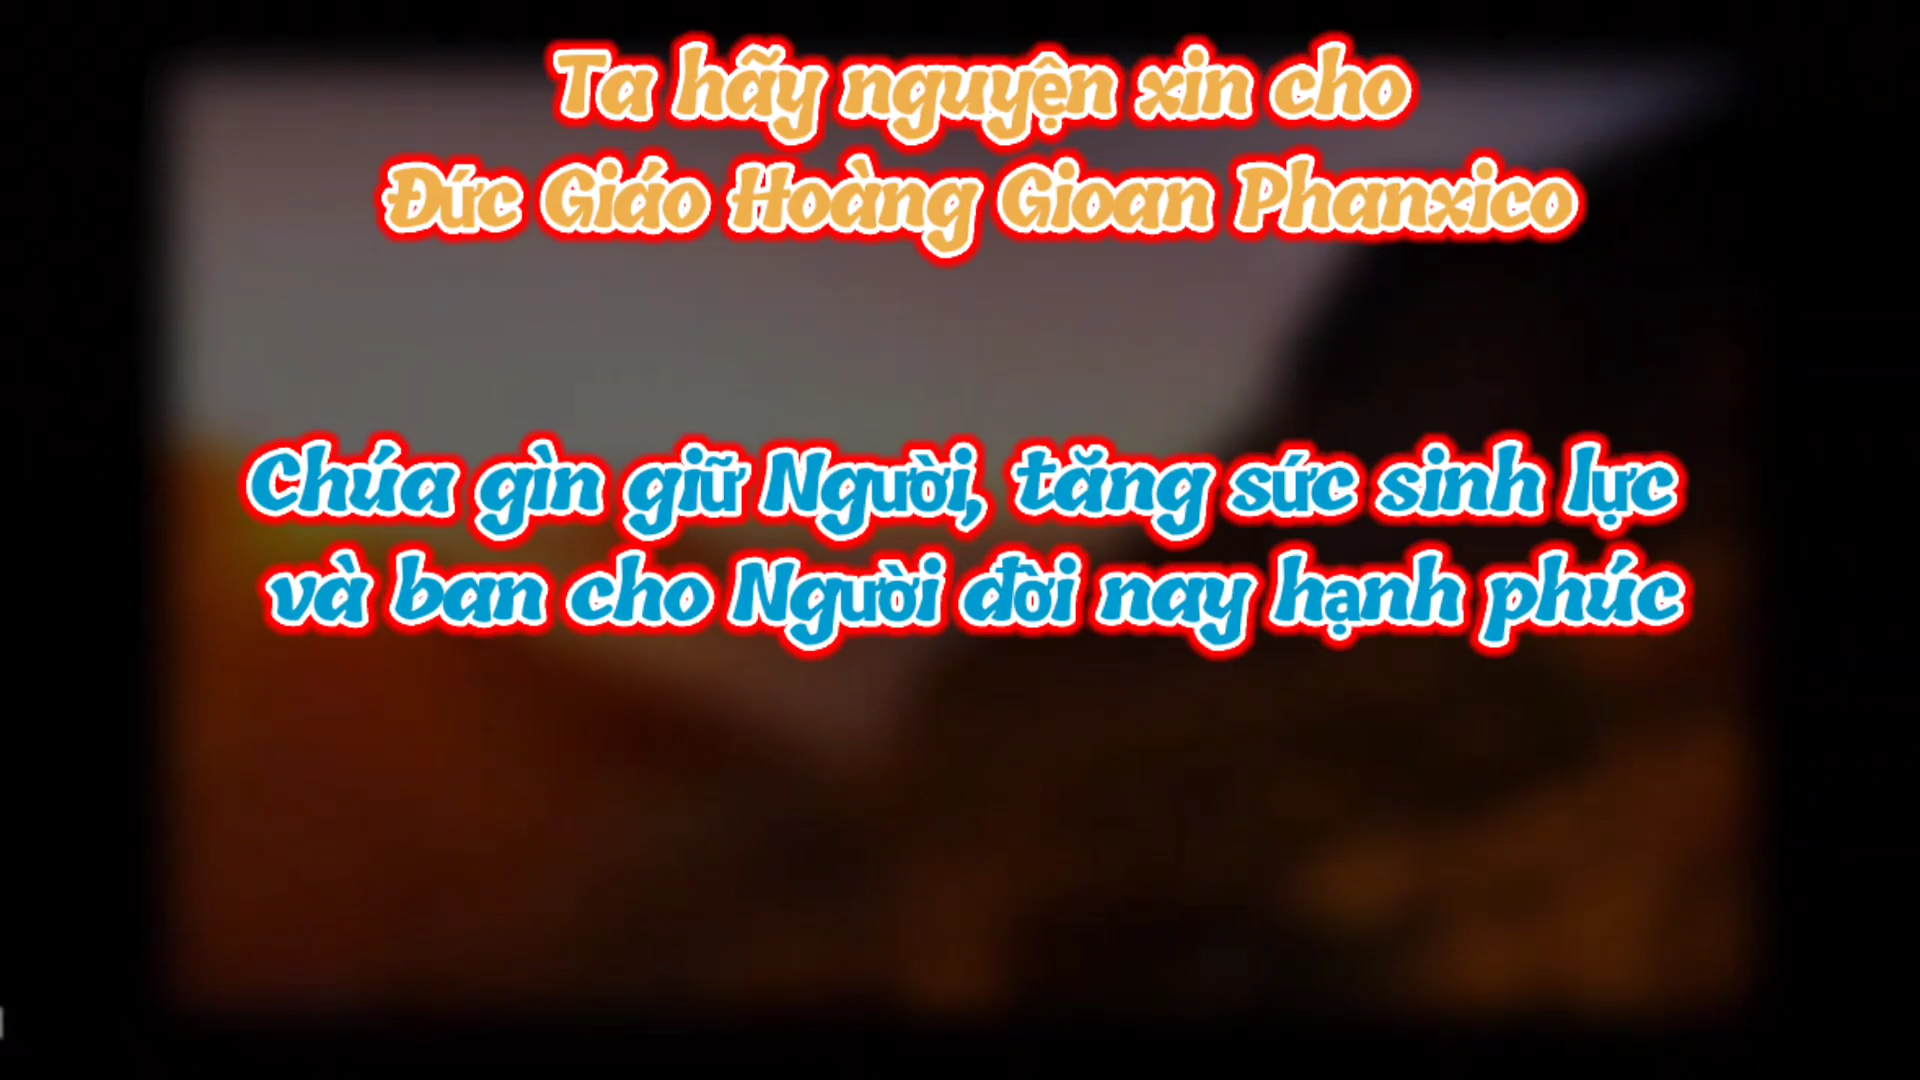 Ta hãy nguyện xin cho
Đức Giáo Hoàng Gioan Phanxico
Chúa gìn giữ Người, tăng sức sinh lực
và ban cho Người đời nay hạnh phúc